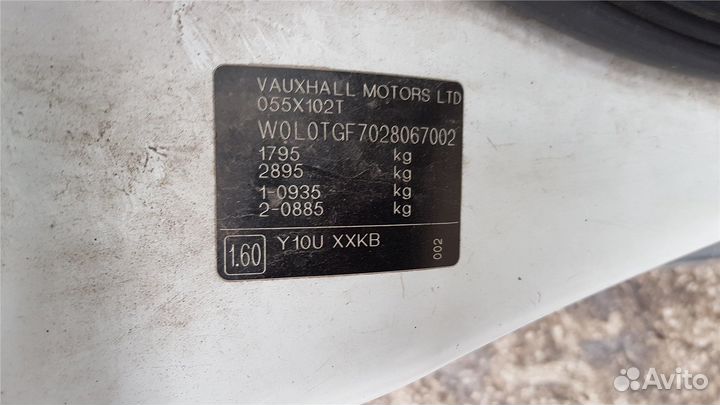 VAUXHALL MOTORS LTD
055X102T
W0L0TGF7028067002
1795 kg
2895 kg
1-0935 kg
2-0885 kg
1.60 Y10U XXKB 002
Avito